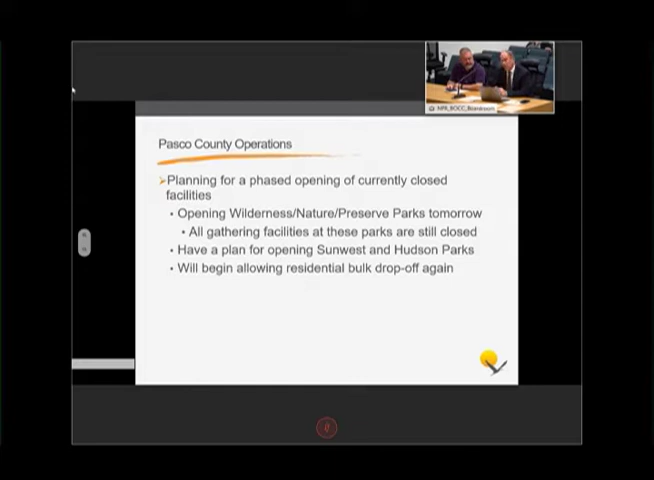 NPR_BOCC_Boardroom
Pasco County Operations
➢Planning for a phased opening of currently closed
facilities
• Opening Wilderness/Nature/Preserve Parks tomorrow
• All gathering facilities at these parks are still closed
• Have a plan for opening Sunwest and Hudson Parks
• Will begin allowing residential bulk drop-off again